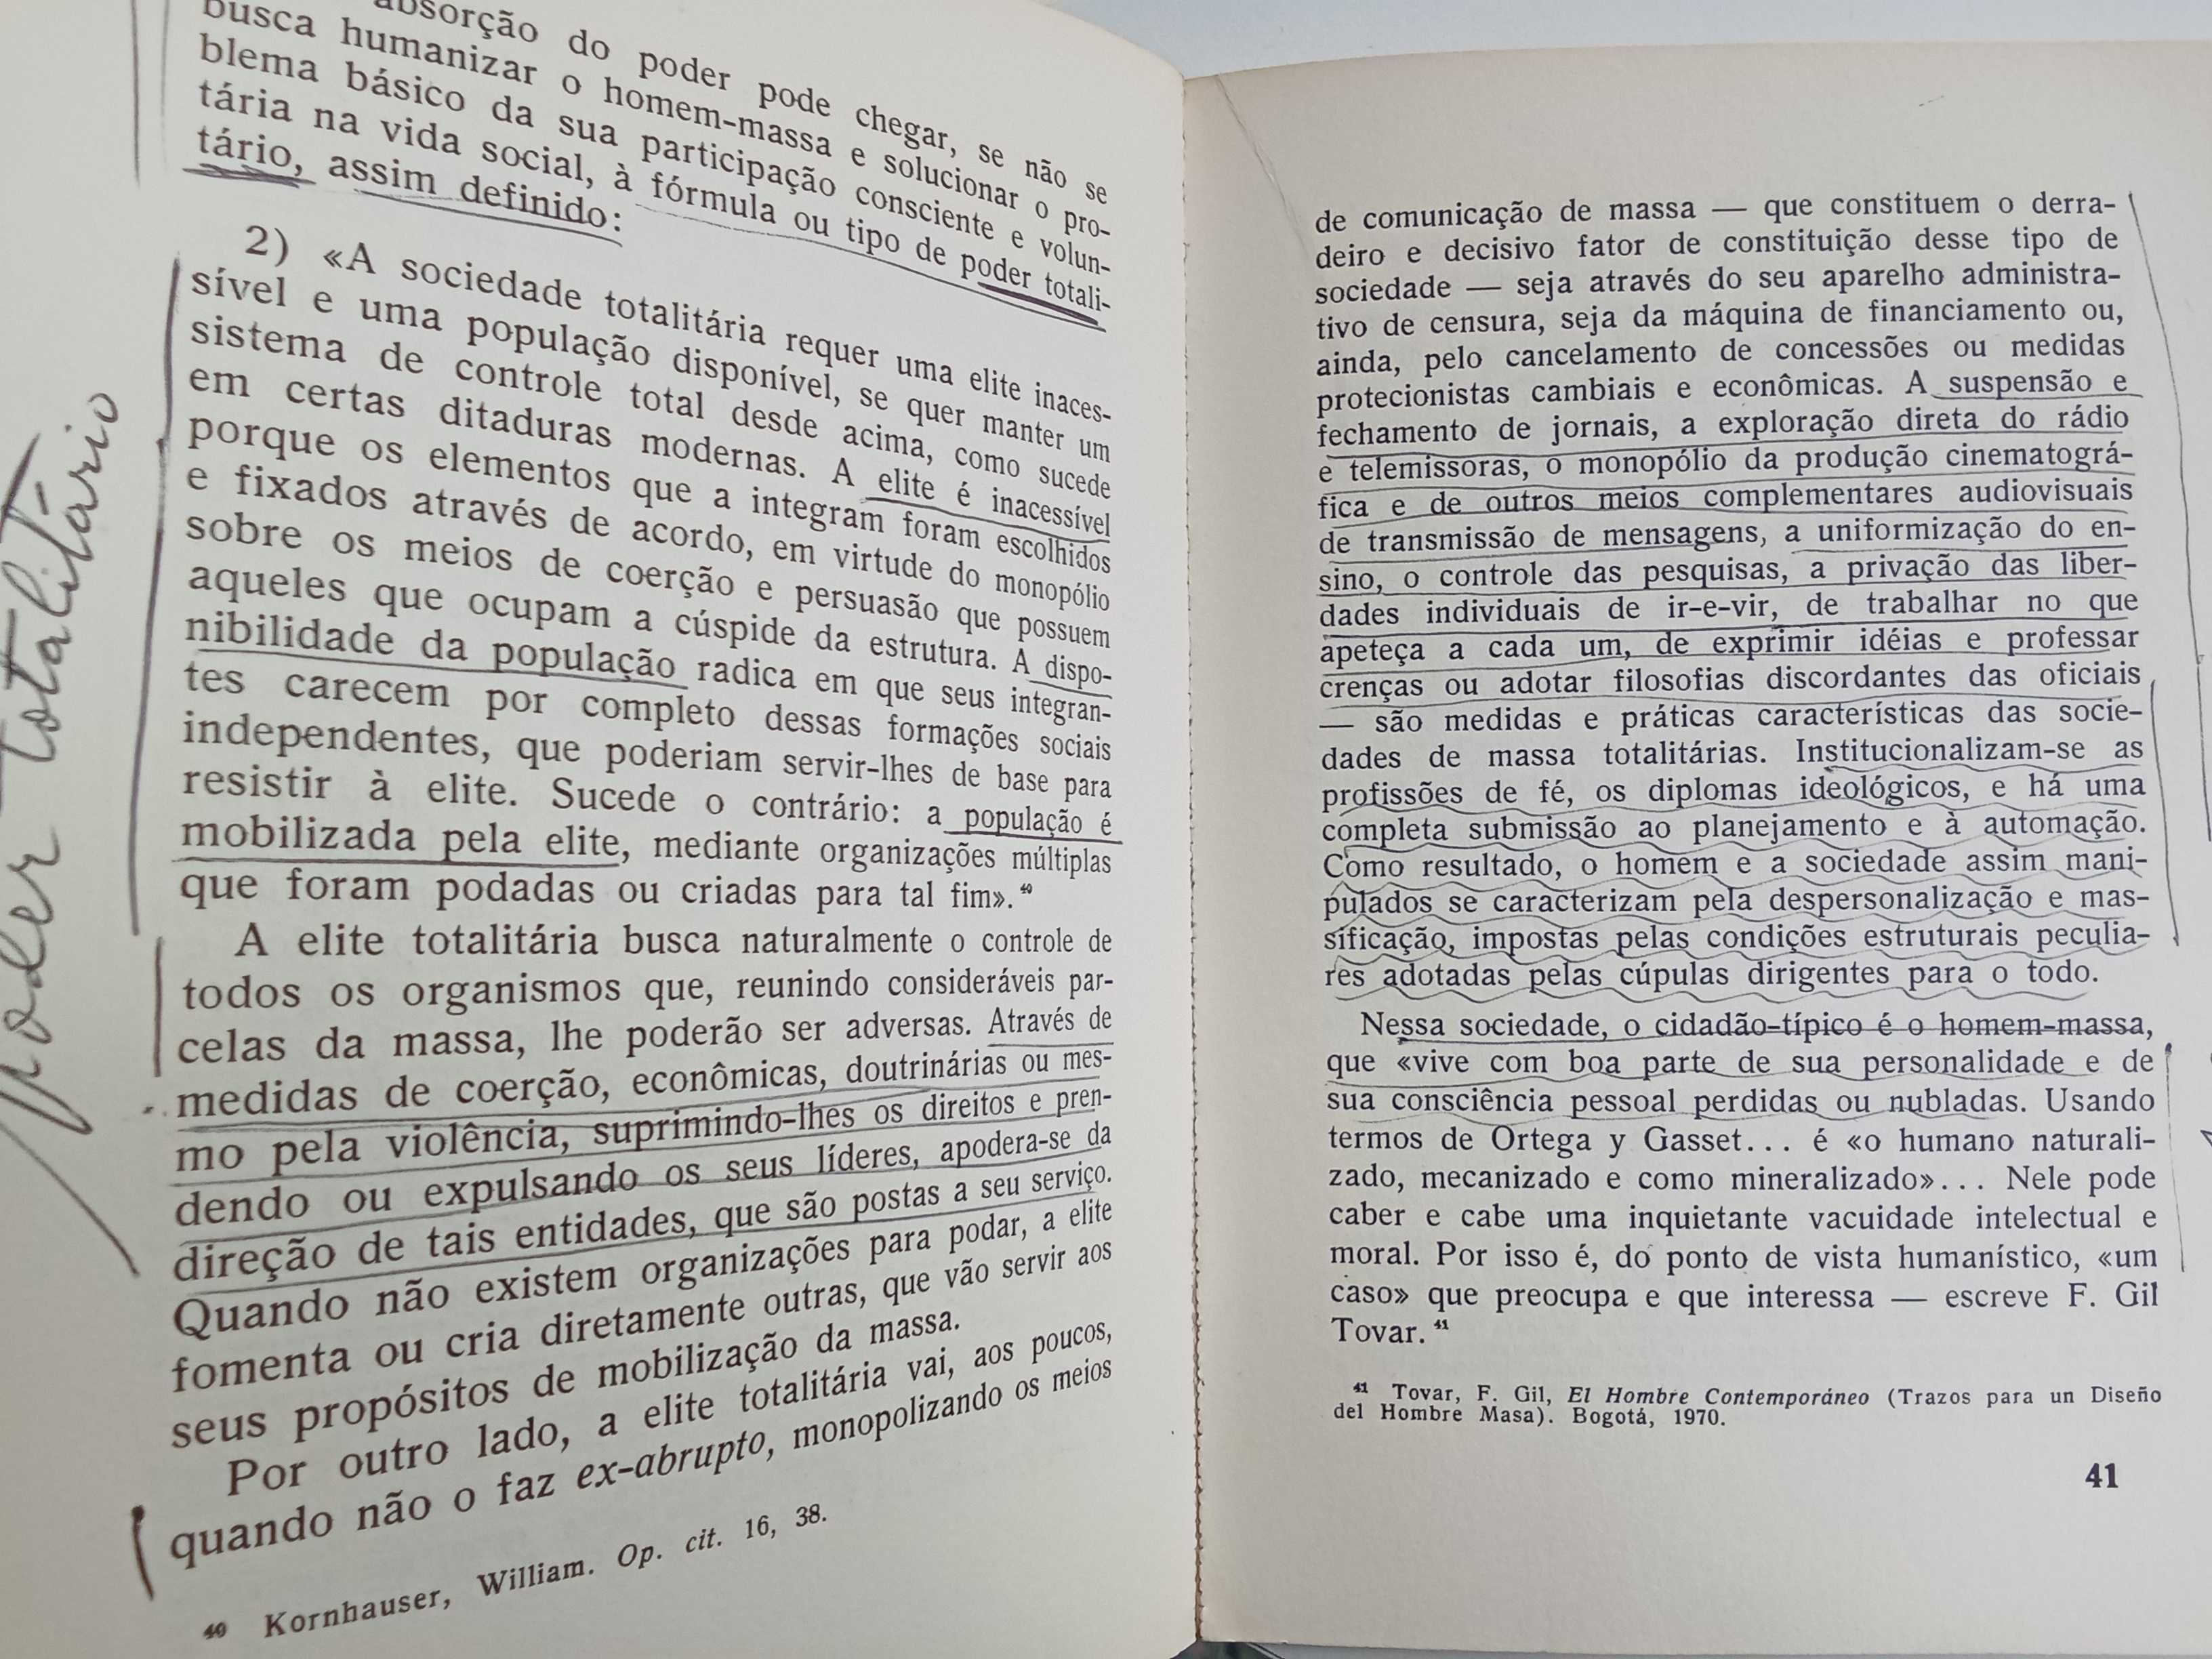 absorção do poder pode chegar, se não se
busca humanizar o homem-massa e solucionar o pro-
blema básico da sua participação consciente e volun-
tária na vida social, à fórmula ou tipo de poder totali-
tário, assim definido:
2) «A sociedade totalitária requer uma elite inaces-
sível e uma população disponível, se quer manter um
sistema de controle total desde acima, como sucede
em certas ditaduras modernas. A elite é inacessível
porque os elementos que a integram foram escolhidos
e fixados através de acordo, em virtude do monopólio
sobre os meios de coerção e persuasão que possuem
aqueles que ocupam a cúspide da estrutura. A dispo-
nibilidade da população radica em que seus integran-
tes carecem por completo dessas formações sociais
independentes, que poderiam servir-lhes de base para
resistir à elite. Sucede o contrário: a população é
mobilizada pela elite, mediante organizações múltiplas
que foram podadas ou criadas para tal fim». 40
A elite totalitária busca naturalmente o controle de
todos os organismos que, reunindo consideráveis par-
celas da massa, lhe poderão ser adversas. Através de
medidas de coerção, econômicas, doutrinárias ou mes-
mo pela violência, suprimindo-lhes os direitos e pren-
dendo ou expulsando os seus líderes, apodera-se da
direção de tais entidades, que são postas a seu serviço.
Quando não existem organizações para podar, a elite
fomenta ou cria diretamente outras, que vão servir aos
seus propósitos de mobilização da massa.
Por outro lado, a elite totalitária vai, aos poucos,
quando não o faz ex-abrupto, monopolizando os meios
40 Kornhauser, William. Op. cit. 16, 38.
poder totalitário
de comunicação de massa — que constituem o derra-
deiro e decisivo fator de constituição desse tipo de
sociedade — seja através do seu aparelho administra-
tivo de censura, seja da máquina de financiamento ou,
ainda, pelo cancelamento de concessões ou medidas
protecionistas cambiais e econômicas. A suspensão e
fechamento de jornais, a exploração direta do rádio
e telemissoras, o monopólio da produção cinematográ-
fica e de outros meios complementares audiovisuais
de transmissão de mensagens, a uniformização do en-
sino, o controle das pesquisas, a privação das liber-
dades individuais de ir-e-vir, de trabalhar no que
apeteça a cada um, de exprimir idéias e professar
crenças ou adotar filosofias discordantes das oficiais
— são medidas e práticas características das socie-
dades de massa totalitárias. Institucionalizam-se as
profissões de fé, os diplomas ideológicos, e há uma
completa submissão ao planejamento e à automação.
Como resultado, o homem e a sociedade assim mani-
pulados se caracterizam pela despersonalização e mas-
sificação, impostas pelas condições estruturais peculia-
res adotadas pelas cúpulas dirigentes para o todo.
Nessa sociedade, o cidadão-típico é o homem-massa,
que «vive com boa parte de sua personalidade e de
sua consciência pessoal perdidas ou nubladas. Usando
termos de Ortega y Gasset... é «o humano naturali-
zado, mecanizado e como mineralizado»... Nele pode
caber e cabe uma inquietante vacuidade intelectual e
moral. Por isso é, do ponto de vista humanístico, «um
caso» que preocupa e que interessa — escreve F. Gil
Tovar. 41
41 Tovar, F. Gil, El Hombre Contemporáneo (Trazos para un Diseño
del Hombre Masa). Bogotá, 1970.
41